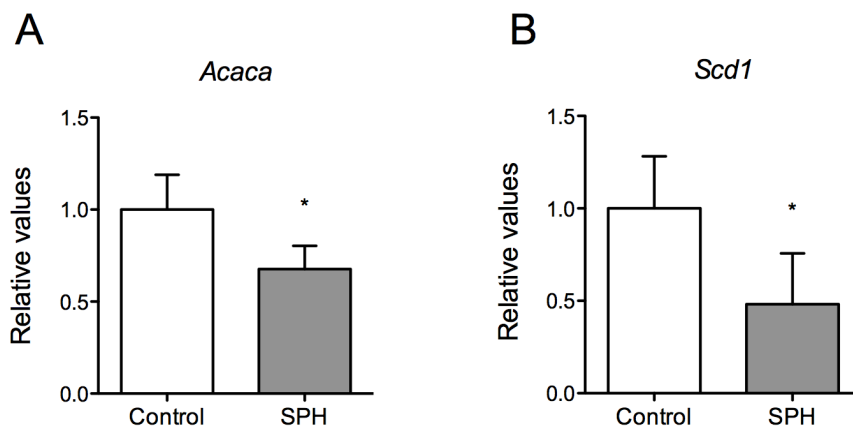 A
Acaca
Relative values
1.5
1.0
0.5
0.0
*
Control
SPH
B
Scd1
Relative values
1.5
1.0
0.5
0.0
*
Control
SPH